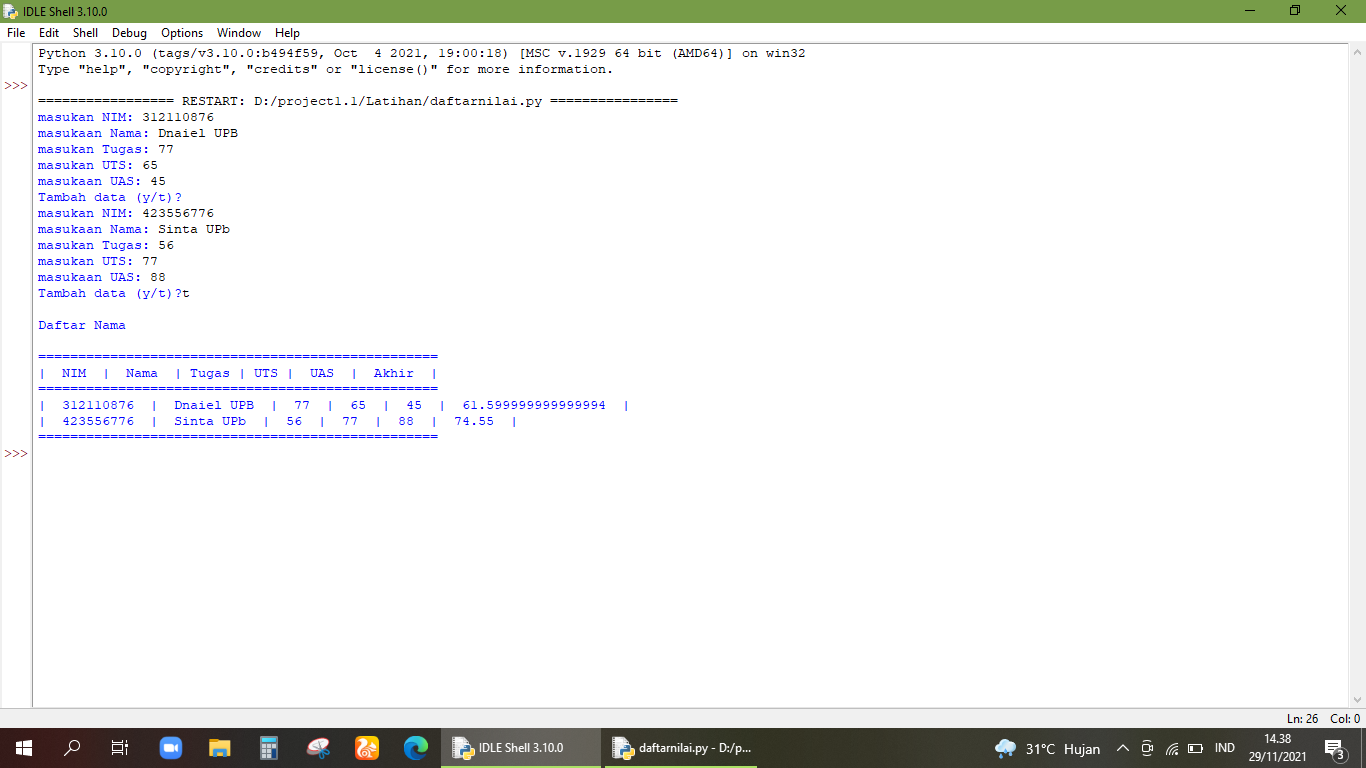 IDLE Shell 3.10.0
File Edit Shell Debug Options Window Help
Python 3.10.0 (tags/v3.10.0:b494f59, Oct  4 2021, 19:00:18) [MSC v.1929 64 bit (AMD64)] on win32
Type "help", "copyright", "credits" or "license()" for more information.
>>>
================= RESTART: D:/project1.1/Latihan/daftarnilai.py ================
masukan NIM: 312110876
masukaan Nama: Dnaiel UPB
masukan Tugas: 77
masukan UTS: 65
masukaan UAS: 45
Tambah data (y/t)?
masukan NIM: 423556776
masukaan Nama: Sinta UPb
masukan Tugas: 56
masukan UTS: 77
masukaan UAS: 88
Tambah data (y/t)?t
Daftar Nama
==================================================
|  NIM  |  Nama  | Tugas | UTS |  UAS  |  Akhir  |
==================================================
|  312110876  |  Dnaiel UPB  |  77  |  65  |  45  |  61.599999999999994  |
|  423556776  |  Sinta UPb  |  56  |  77  |  88  |  74.55  |
==================================================
>>>
Ln: 26 Col: 0
IDLE Shell 3.10.0
daftarnilai.py - D:/p...
31°C Hujan
IND
14.38
29/11/2021
3